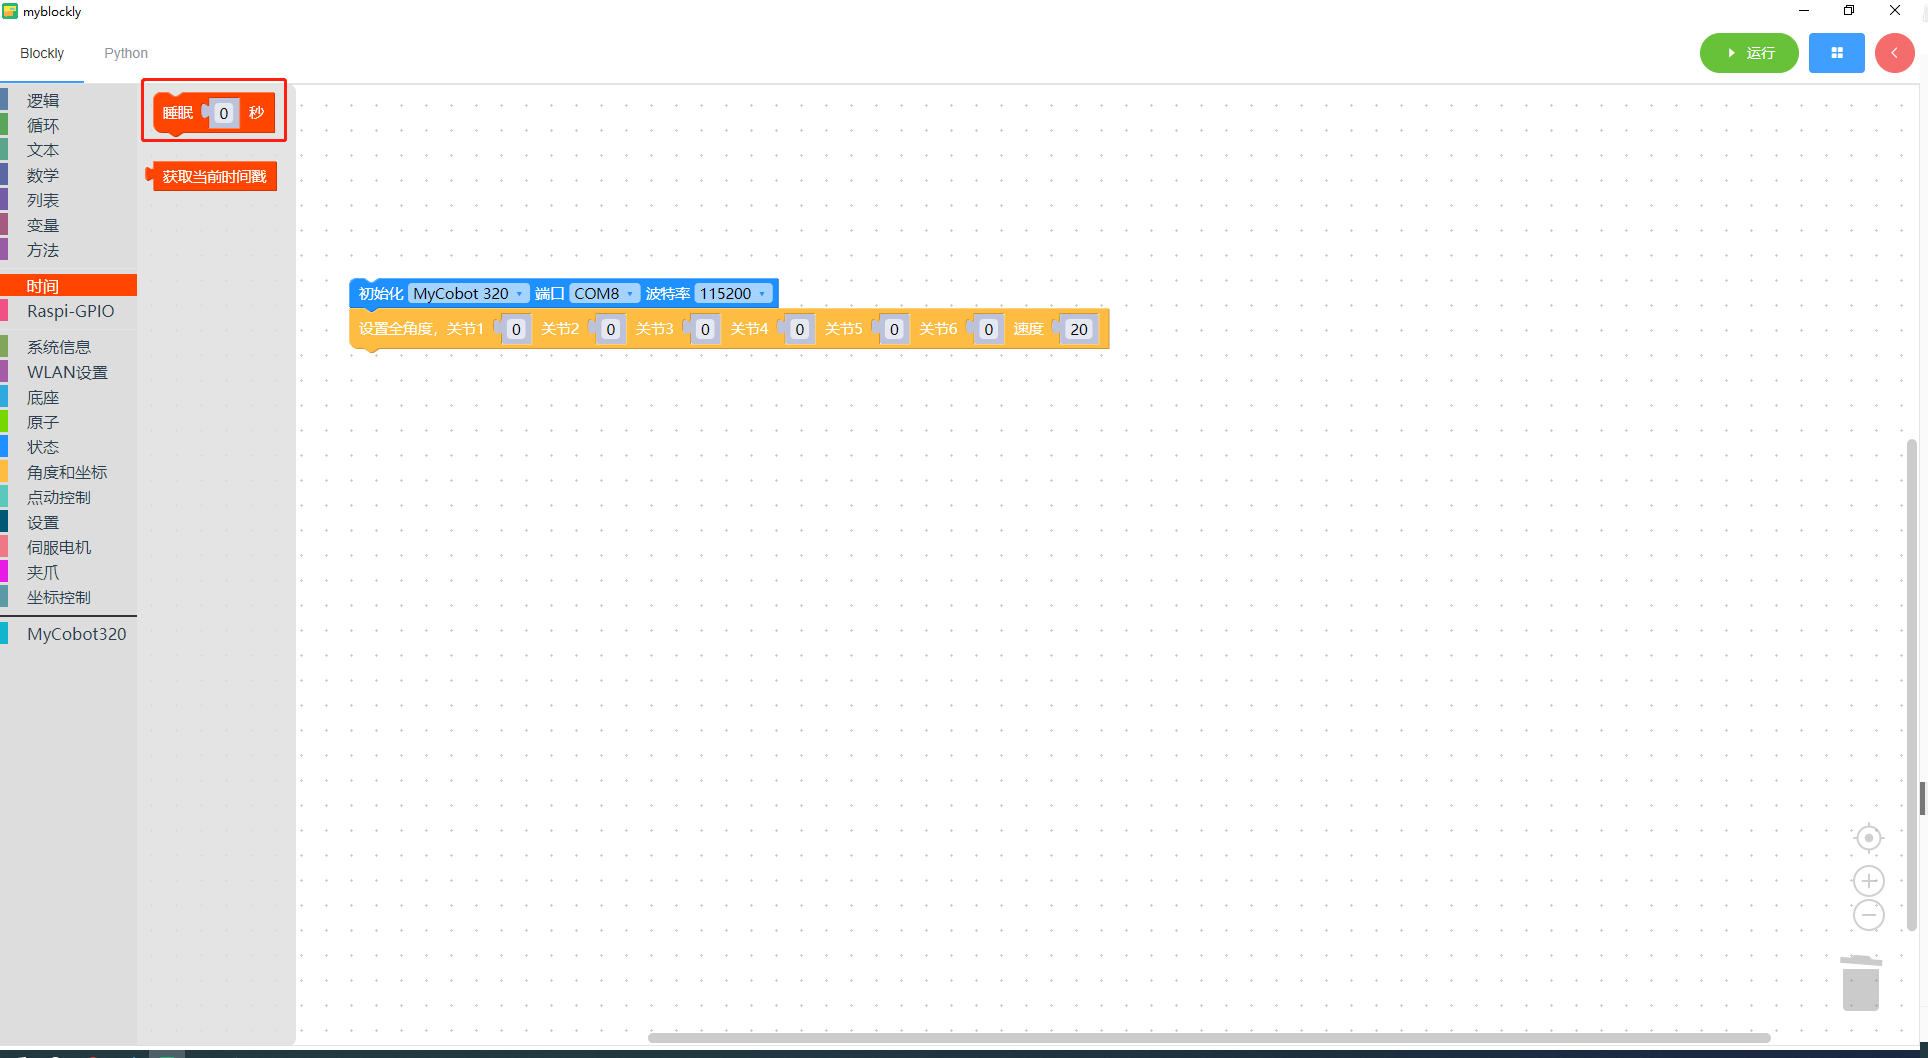 myblockly
Blockly Python
运行
逻辑
循环
文本
数学
列表
变量
方法
时间
Raspi-GPIO
系统信息
WLAN设置
底座
原子
状态
角度和坐标
点动控制
设置
伺服电机
夹爪
坐标控制
MyCobot320
睡眠 0 秒
获取当前时间戳
初始化 MyCobot 320 端口 COM8 波特率 115200
设置全角度，关节1 0 关节2 0 关节3 0 关节4 0 关节5 0 关节6 0 速度 20